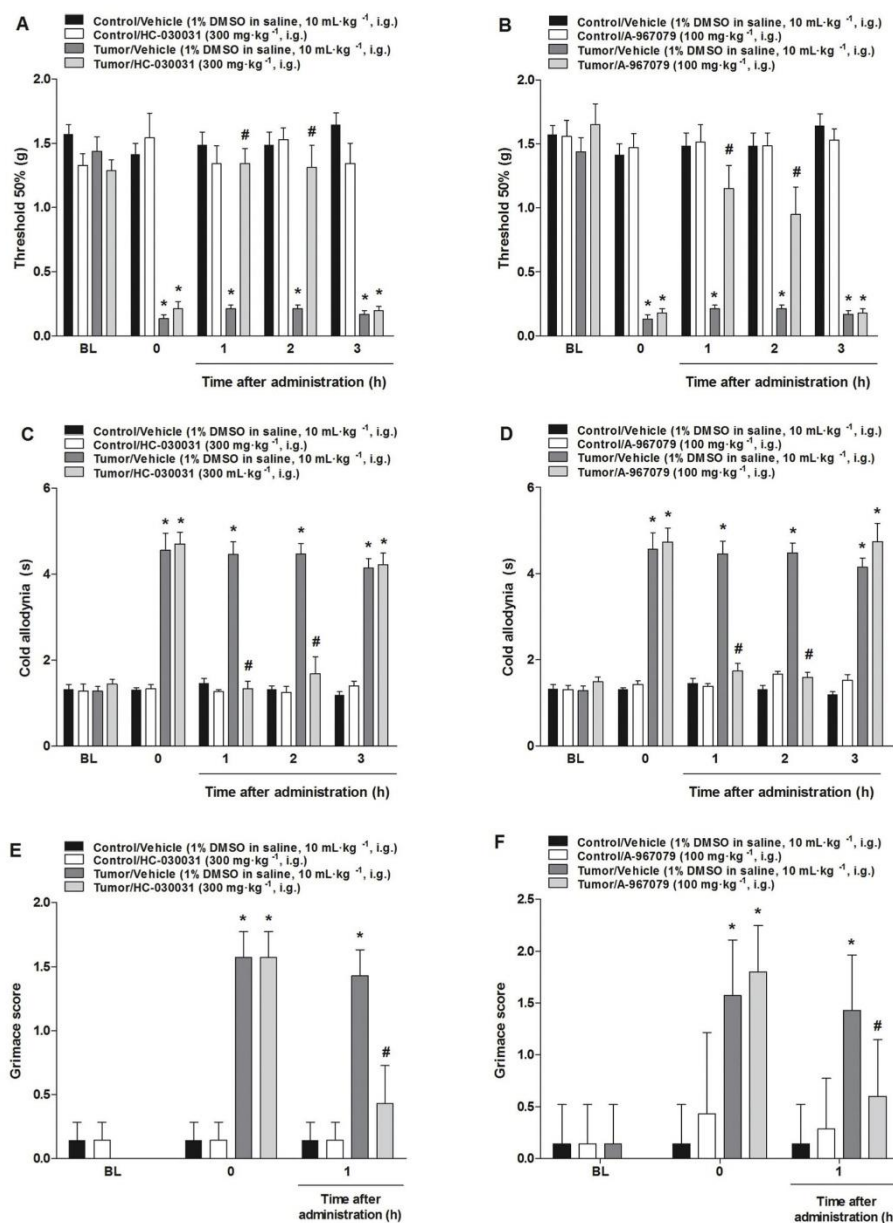 A
Control/Vehicle (1% DMSO in saline, 10 mL·kg ⁻¹, i.g.)
Control/HC-030031 (300 mg·kg ⁻¹, i.g.)
Tumor/Vehicle (1% DMSO in saline, 10 mL·kg ⁻¹, i.g.)
Tumor/HC-030031 (300 mg·kg ⁻¹, i.g.)
Threshold 50% (g)
2.0
1.5
1.0
0.5
0.0
* * * # * # * *
BL 0 1 2 3
Time after administration (h)
B
Control/Vehicle (1% DMSO in saline, 10 mL·kg ⁻¹, i.g.)
Control/A-967079 (100 mg·kg ⁻¹, i.g.)
Tumor/Vehicle (1% DMSO in saline, 10 mL·kg ⁻¹, i.g.)
Tumor/A-967079 (100 mg·kg ⁻¹, i.g.)
Threshold 50% (g)
2.0
1.5
1.0
0.5
0.0
* * * # * # * *
BL 0 1 2 3
Time after administration (h)
C
Control/Vehicle (1% DMSO in saline, 10 mL·kg ⁻¹, i.g.)
Control/HC-030031 (300 mg·kg ⁻¹, i.g.)
Tumor/Vehicle (1% DMSO in saline, 10 mL·kg ⁻¹, i.g.)
Tumor/HC-030031 (300 mL·kg ⁻¹, i.g.)
Cold allodynia (s)
6
4
2
0
* * * # * # * *
BL 0 1 2 3
Time after administration (h)
D
Control/Vehicle (1% DMSO in saline, 10 mL·kg ⁻¹, i.g.)
Control/A-967079 (100 mg·kg ⁻¹, i.g.)
Tumor/Vehicle (1% DMSO in saline, 10 mL·kg ⁻¹, i.g.)
Tumor/A-967079 (100 mg·kg ⁻¹, i.g.)
Cold allodynia (s)
6
4
2
0
* * * # * # * *
BL 0 1 2 3
Time after administration (h)
E
Control/Vehicle (1% DMSO in saline, 10 mL·kg ⁻¹, i.g.)
Control/HC-030031 (300 mg·kg ⁻¹, i.g.)
Tumor/Vehicle (1% DMSO in saline, 10 mL·kg ⁻¹, i.g.)
Tumor/HC-030031 (300 mg·kg ⁻¹, i.g.)
Grimace score
2.0
1.5
1.0
0.5
0.0
* * * #
BL 0 1
Time after
administration (h)
F
Control/Vehicle (1% DMSO in saline, 10 mL·kg ⁻¹, i.g.)
Control/A-967079 (100 mg·kg ⁻¹, i.g.)
Tumor/Vehicle (1% DMSO in saline, 10 mL·kg ⁻¹, i.g.)
Tumor/A-967079 (100 mg·kg ⁻¹, i.g.)
Grimace score
2.5
2.0
1.5
1.0
0.5
0.0
* * * #
BL 0 1
Time after
administration (h)